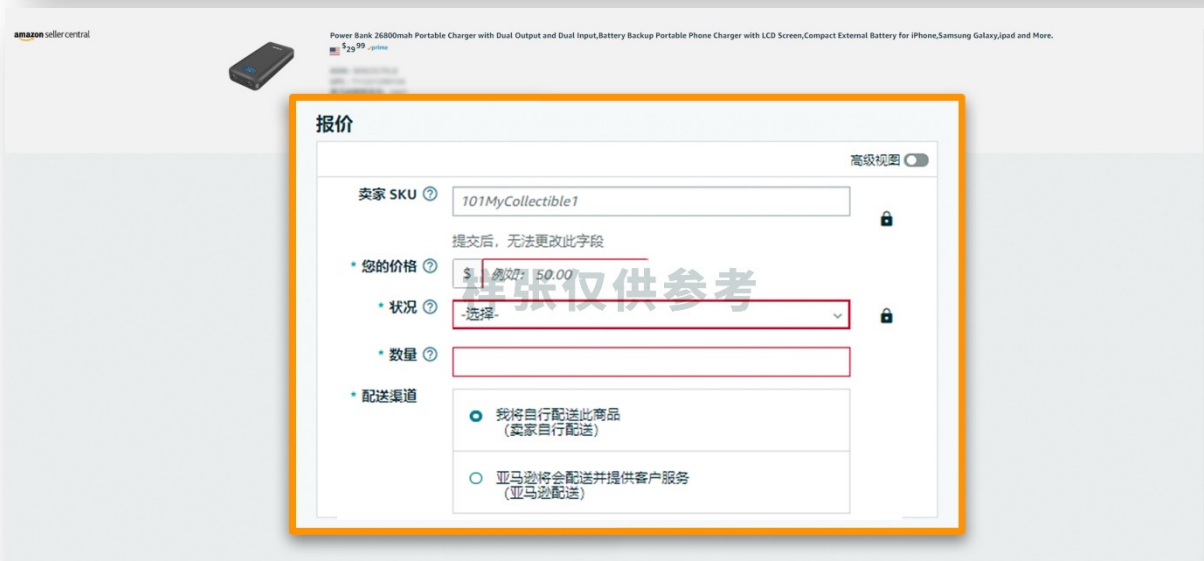 amazon seller central
Power Bank 26800mah Portable Charger with Dual Output and Dual Input,Battery Backup Portable Phone Charger with LCD Screen,Compact External Battery for iPhone,Samsung Galaxy,ipad and More.
$29⁹⁹ prime
报价
高级视图
卖家 SKU ?
101MyCollectible1
提交后，无法更改此字段
* 您的价格 ?
$ 例如: 50.00
样张仅供参考
* 状况 ?
-选择-
* 数量 ?
* 配送渠道
我将自行配送此商品
(卖家自行配送)
亚马逊将会配送并提供客户服务
(亚马逊配送)